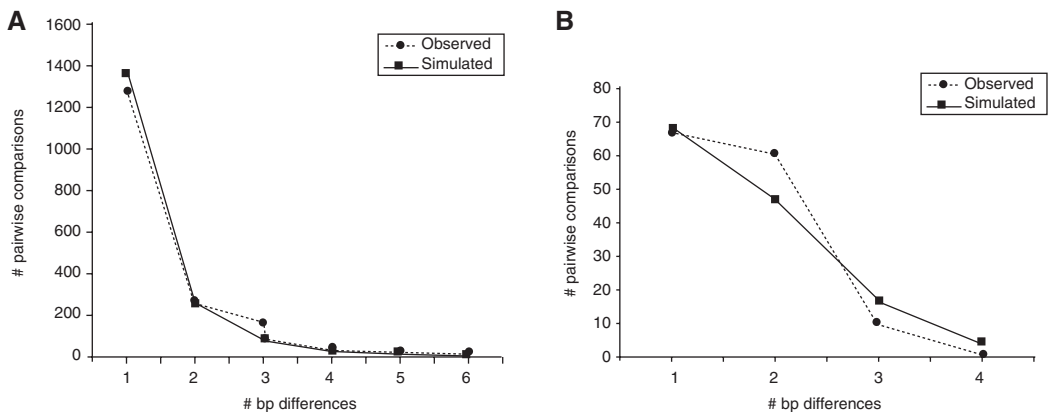 A
1600
1400
1200
1000
800
600
400
200
0
# pairwise comparisons
Observed
Simulated
1 2 3 4 5 6
# bp differences
B
80
70
60
50
40
30
20
10
0
# pairwise comparisons
Observed
Simulated
1 2 3 4
# bp differences